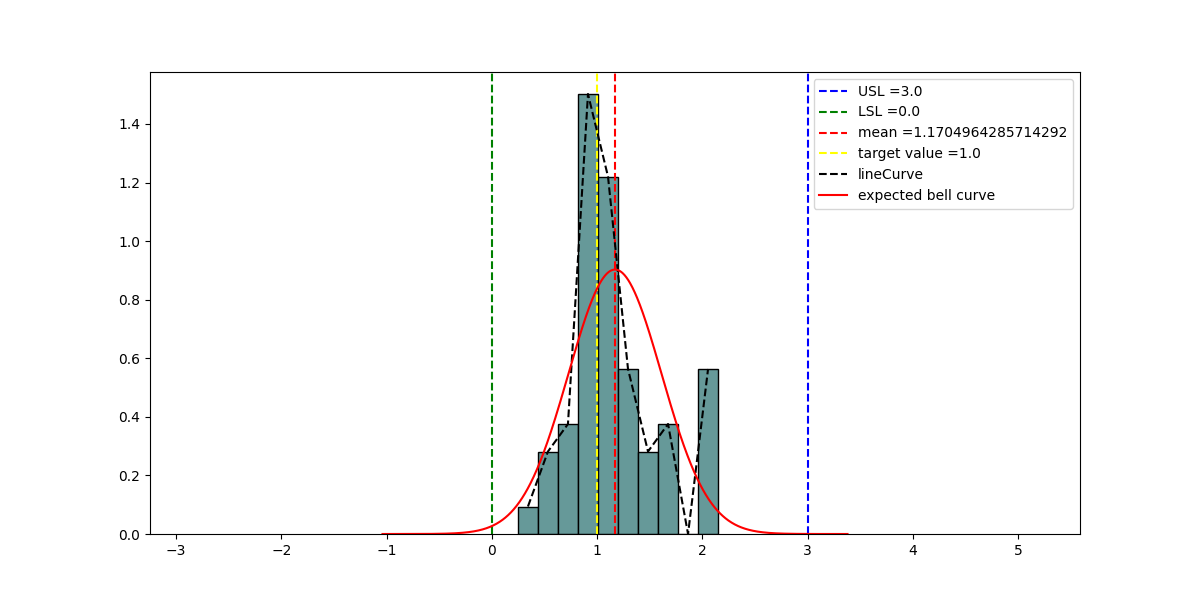 1.4
1.2
1.0
0.8
0.6
0.4
0.2
0.0
−3
−2
−1
0
1
2
3
4
5
USL =3.0
LSL =0.0
mean =1.1704964285714292
target value =1.0
lineCurve
expected bell curve